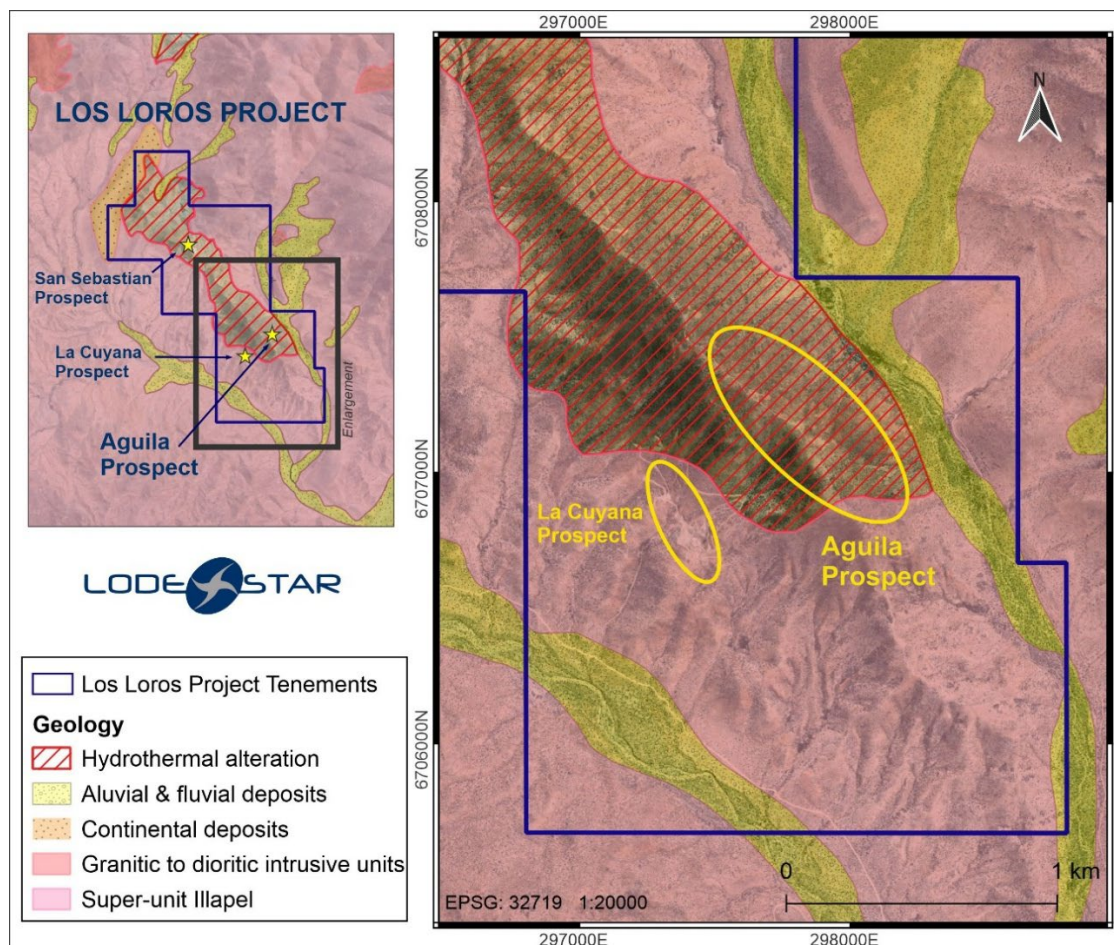 LOS LOROS PROJECT
San Sebastian
Prospect
La Cuyana
Prospect
Aguila
Prospect
Enlargement
LODESTAR
Los Loros Project Tenements
Geology
Hydrothermal alteration
Aluvial & fluvial deposits
Continental deposits
Granitic to dioritic intrusive units
Super-unit Illapel
297000E
298000E
N
6708000N
6707000N
6706000N
La Cuyana
Prospect
Aguila
Prospect
0
1 km
EPSG: 32719 1:20000
297000E
298000E